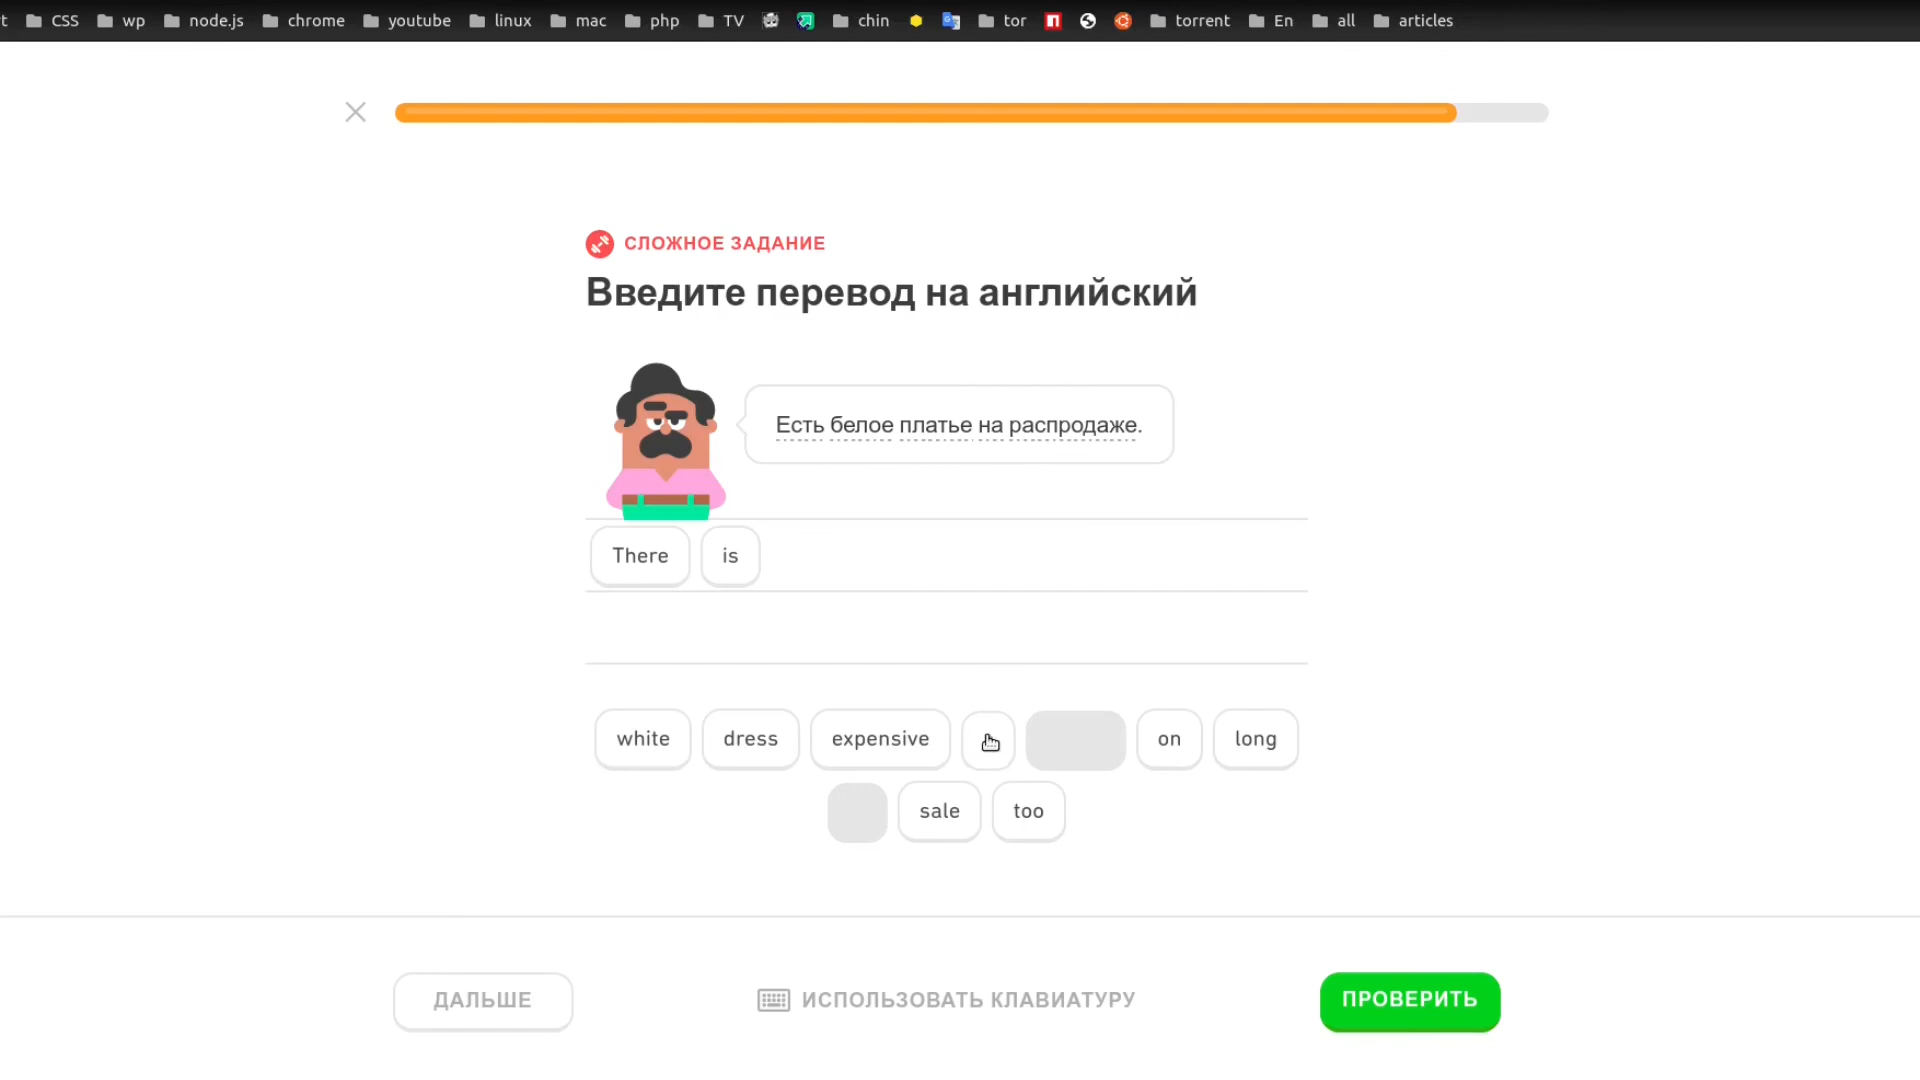 t CSS wp node.js chrome youtube linux mac php TV chin tor torrent En all articles
СЛОЖНОЕ ЗАДАНИЕ
Введите перевод на английский
Есть белое платье на распродаже.
There is
white dress expensive on long
sale too
ДАЛЬШЕ ИСПОЛЬЗОВАТЬ КЛАВИАТУРУ ПРОВЕРИТЬ